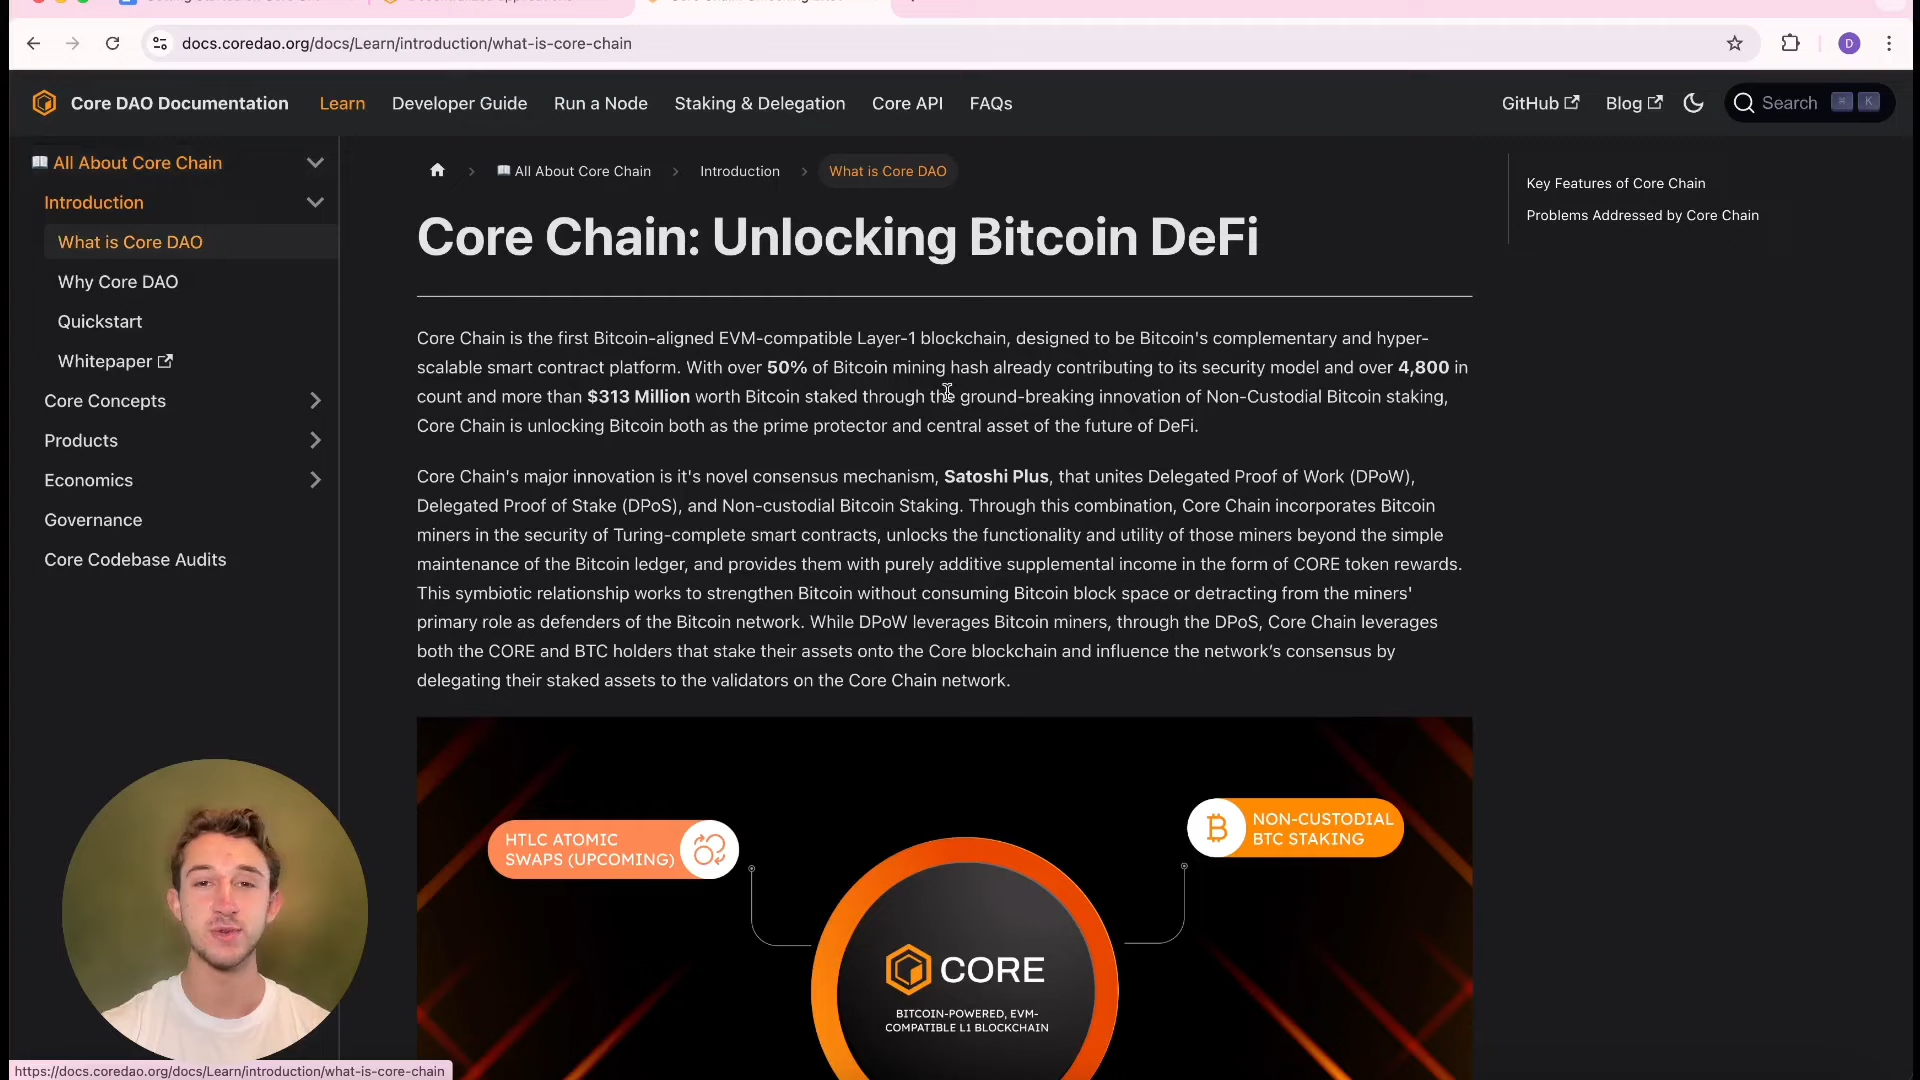 docs.coredao.org/docs/Learn/introduction/what-is-core-chain
D
Core DAO Documentation
Learn
Developer Guide
Run a Node
Staking & Delegation
Core API
FAQs
GitHub
Blog
Search
⌘ K
All About Core Chain
Introduction
What is Core DAO
Why Core DAO
Quickstart
Whitepaper
Core Concepts
Products
Economics
Governance
Core Codebase Audits
All About Core Chain
Introduction
What is Core DAO
Core Chain: Unlocking Bitcoin DeFi
Core Chain is the first Bitcoin-aligned EVM-compatible Layer-1 blockchain, designed to be Bitcoin's complementary and hyper-
scalable smart contract platform. With over 50% of Bitcoin mining hash already contributing to its security model and over 4,800 in
count and more than $313 Million worth Bitcoin staked through the ground-breaking innovation of Non-Custodial Bitcoin staking,
Core Chain is unlocking Bitcoin both as the prime protector and central asset of the future of DeFi.
Core Chain's major innovation is it's novel consensus mechanism, Satoshi Plus, that unites Delegated Proof of Work (DPoW),
Delegated Proof of Stake (DPoS), and Non-custodial Bitcoin Staking. Through this combination, Core Chain incorporates Bitcoin
miners in the security of Turing-complete smart contracts, unlocks the functionality and utility of those miners beyond the simple
maintenance of the Bitcoin ledger, and provides them with purely additive supplemental income in the form of CORE token rewards.
This symbiotic relationship works to strengthen Bitcoin without consuming Bitcoin block space or detracting from the miners'
primary role as defenders of the Bitcoin network. While DPoW leverages Bitcoin miners, through the DPoS, Core Chain leverages
both the CORE and BTC holders that stake their assets onto the Core blockchain and influence the network’s consensus by
delegating their staked assets to the validators on the Core Chain network.
HTLC ATOMIC
SWAPS (UPCOMING)
NON-CUSTODIAL
BTC STAKING
CORE
BITCOIN-POWERED, EVM-
COMPATIBLE L1 BLOCKCHAIN
Key Features of Core Chain
Problems Addressed by Core Chain
https://docs.coredao.org/docs/Learn/introduction/what-is-core-chain